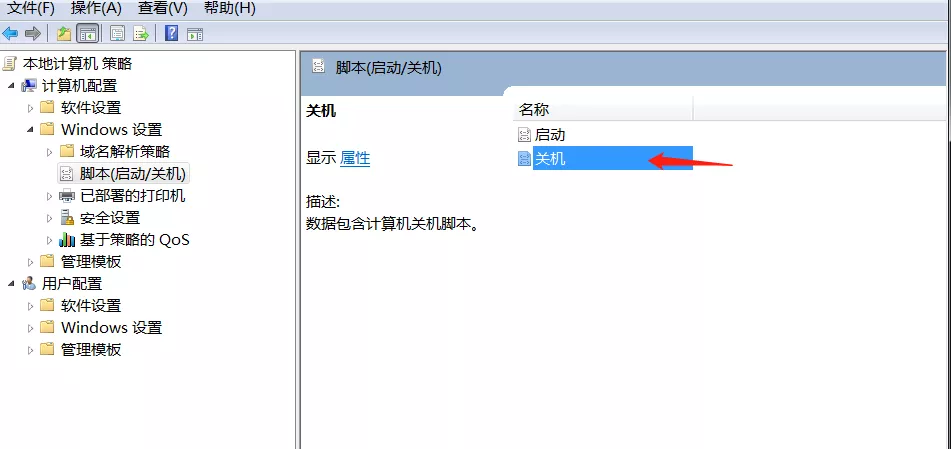 文件(F) 操作(A) 查看(V) 帮助(H)
本地计算机 策略
计算机配置
软件设置
Windows 设置
域名解析策略
脚本(启动/关机)
已部署的打印机
安全设置
基于策略的 QoS
管理模板
用户配置
软件设置
Windows 设置
管理模板
脚本(启动/关机)
关机
显示 属性
描述:
数据包含计算机关机脚本。
名称
启动
关机